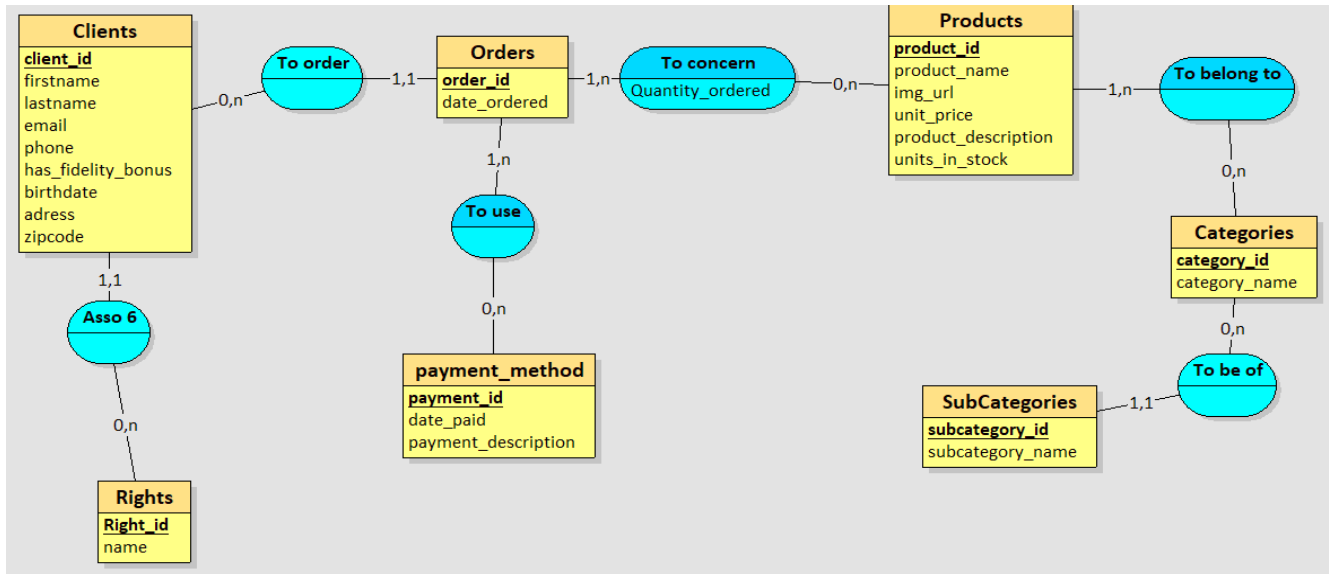 Clients
client_id
firstname
lastname
email
phone
has_fidelity_bonus
birthdate
adress
zipcode
0,n
To order
1,1
Orders
order_id
date_ordered
1,n
To concern
Quantity_ordered
0,n
Products
product_id
product_name
img_url
unit_price
product_description
units_in_stock
1,n
To belong to
0,n
Categories
category_id
category_name
0,n
To be of
1,1
SubCategories
subcategory_id
subcategory_name
1,n
To use
0,n
payment_method
payment_id
date_paid
payment_description
1,1
Asso 6
0,n
Rights
Right_id
name